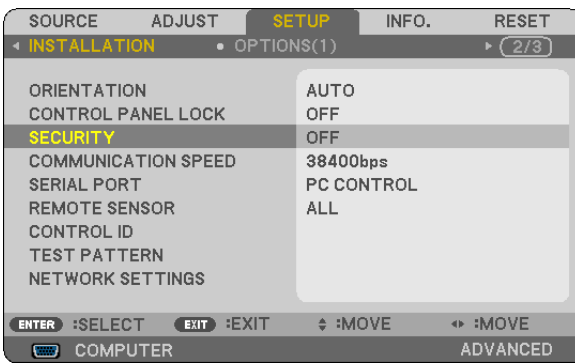 SOURCE ADJUST SETUP INFO. RESET
INSTALLATION • OPTIONS(1) 2/3
ORIENTATION AUTO
CONTROL PANEL LOCK OFF
SECURITY OFF
COMMUNICATION SPEED 38400bps
SERIAL PORT PC CONTROL
REMOTE SENSOR ALL
CONTROL ID
TEST PATTERN
NETWORK SETTINGS
ENTER :SELECT EXIT :EXIT :MOVE :MOVE
COMPUTER ADVANCED